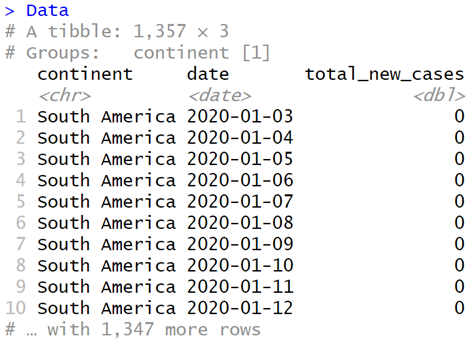 > Data
# A tibble: 1,357 × 3
# Groups:   continent [1]
   continent     date       total_new_cases
   <chr>         <date>               <dbl>
 1 South America 2020-01-03               0
 2 South America 2020-01-04               0
 3 South America 2020-01-05               0
 4 South America 2020-01-06               0
 5 South America 2020-01-07               0
 6 South America 2020-01-08               0
 7 South America 2020-01-09               0
 8 South America 2020-01-10               0
 9 South America 2020-01-11               0
10 South America 2020-01-12               0
# … with 1,347 more rows